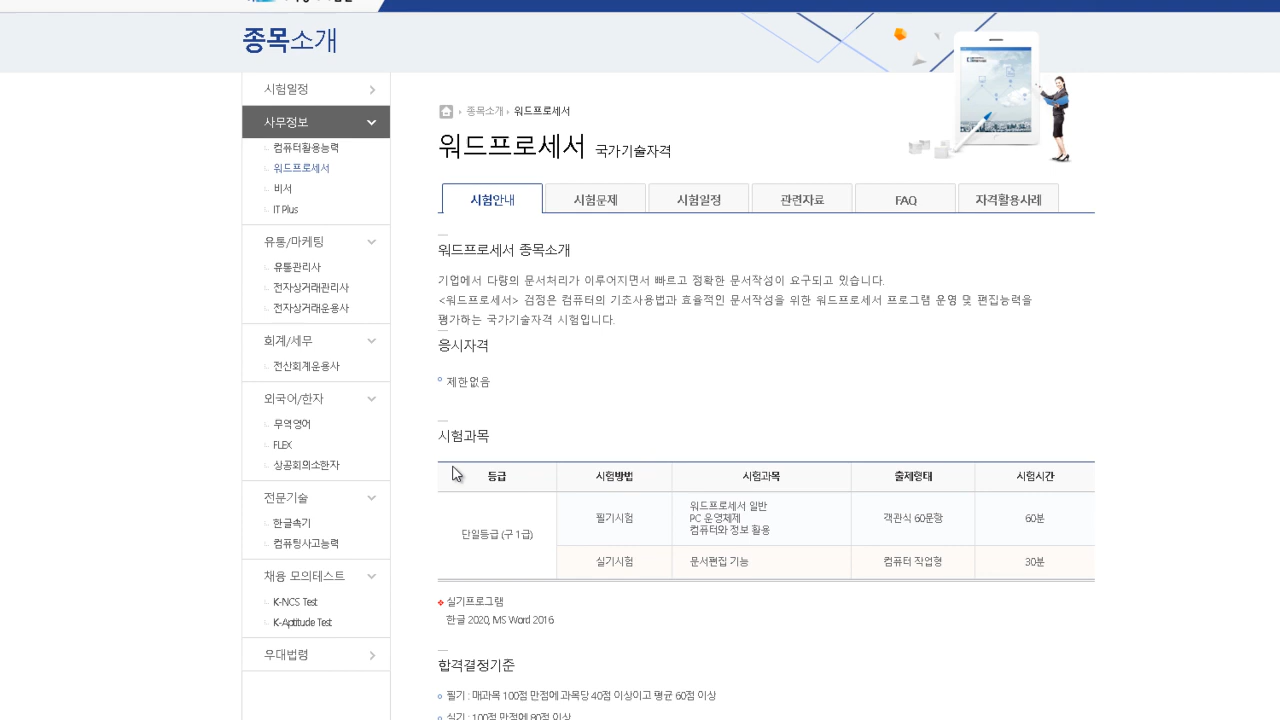 종목소개
시험일정
사무정보
컴퓨터활용능력
워드프로세서
비서
IT Plus
유통/마케팅
유통관리사
전자상거래관리사
전자상거래운용사
회계/세무
전산회계운용사
외국어/한자
무역영어
FLEX
상공회의소한자
전문기술
한글속기
컴퓨팅사고능력
채용 모의테스트
K-NCS Test
K-Aptitude Test
우대법령
종목소개 워드프로세서
워드프로세서 국가기술자격
시험안내 시험문제 시험일정 관련자료 FAQ 자격활용사례
워드프로세서 종목소개
기업에서 다량의 문서처리가 이루어지면서 빠르고 정확한 문서작성이 요구되고 있습니다.
<워드프로세서> 검정은 컴퓨터의 기초사용법과 효율적인 문서작성을 위한 워드프로세서 프로그램 운영 및 편집능력을
평가하는 국가기술자격 시험입니다.
응시자격
제한없음
시험과목
등급 시험방법 시험과목 출제형태 시험시간
단일등급 (구 1급) 필기시험 워드프로세서 일반
PC 운영체제
컴퓨터와 정보 활용
객관식 60문항 60분
실기시험 문서편집 기능 컴퓨터 작업형 30분
실기프로그램
한글 2020, MS Word 2016
합격결정기준
필기 : 매과목 100점 만점에 과목당 40점 이상이고 평균 60점 이상
실기 : 100점 만점에 80점 이상